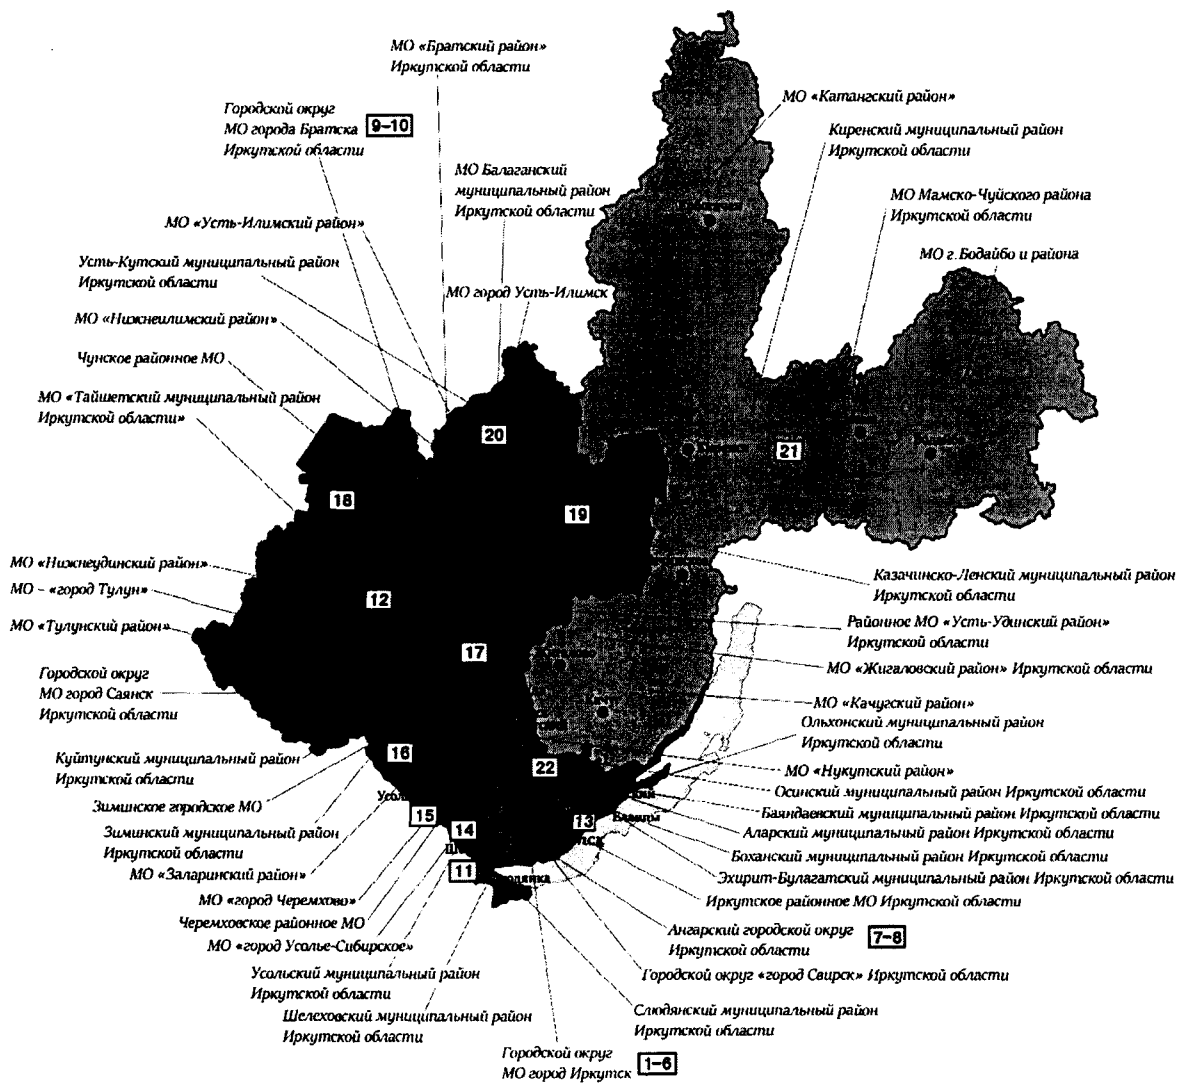 МО «Братский район»
Иркутской области
МО «Катангский район»
Городской округ
МО города Братска
Иркутской области
9–10
Киренский муниципальный район
Иркутской области
МО Балаганский
муниципальный район
Иркутской области
МО Мамско-Чуйского района
Иркутской области
МО «Усть-Илимский район»
МО г. Бодайбо и района
Усть-Кутский муниципальный район
Иркутской области
МО город Усть-Илимск
МО «Нижнеилимский район»
Чунское районное МО
МО «Тайшетский муниципальный район
Иркутской области»
20
21
18
19
МО «Нижнеудинский район»
МО – «город Тулун»
МО «Тулунский район»
12
17
Казачинско-Ленский муниципальный район
Иркутской области
Районное МО «Усть-Удинский район»
Иркутской области
МО «Жигаловский район» Иркутской области
Городской округ
МО город Саянск
Иркутской области
МО «Качугский район»
Ольхонский муниципальный район
Иркутской области
Куйтунский муниципальный район
Иркутской области
16
22
МО «Нукутский район»
Осинский муниципальный район Иркутской области
Зиминское городское МО
15
14
13
Баяндаевский муниципальный район Иркутской области
Зиминский муниципальный район
Иркутской области
Аларский муниципальный район Иркутской области
Боханский муниципальный район Иркутской области
11
МО «Заларинский район»
Эхирит-Булагатский муниципальный район Иркутской области
МО «город Черемхово»
Иркутское районное МО Иркутской области
Черемховское районное МО
Ангарский городской округ
Иркутской области
7–8
МО «город Усолье-Сибирское»
Усольский муниципальный район
Иркутской области
Городской округ «город Свирск» Иркутской области
Шелеховский муниципальный район
Иркутской области
Слюдянский муниципальный район
Иркутской области
Городской округ
МО город Иркутск
1–6